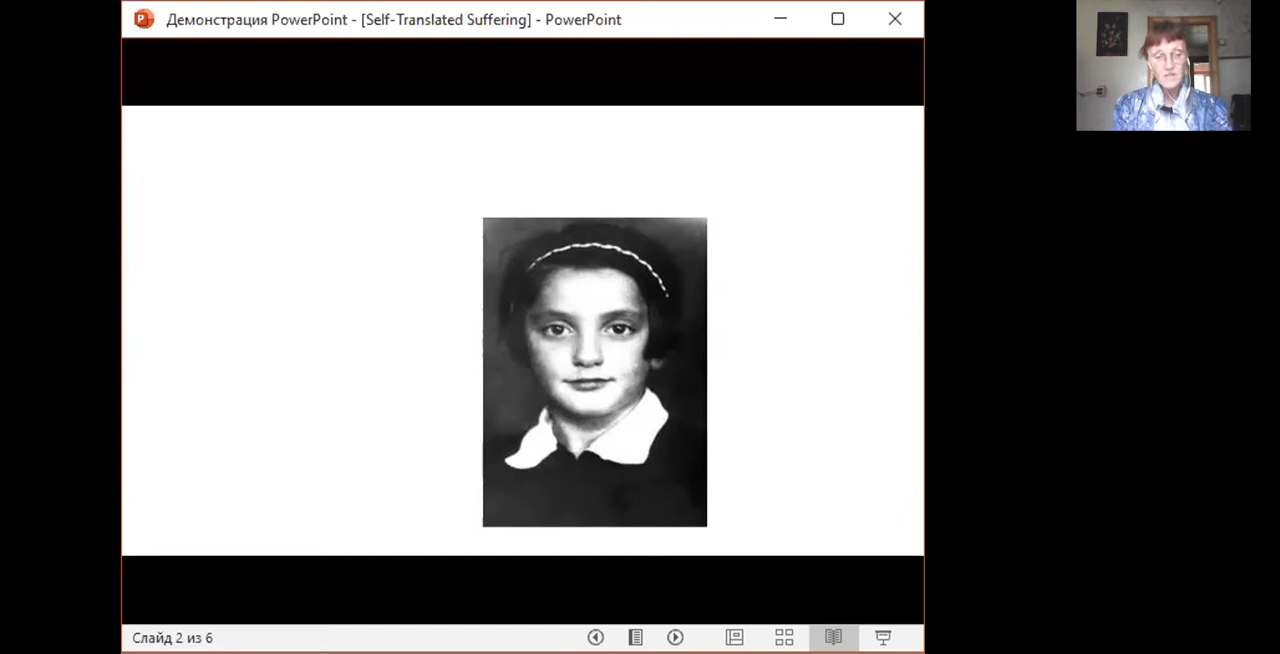 Демонстрация PowerPoint - [Self-Translated Suffering] - PowerPoint
Слайд 2 из 6